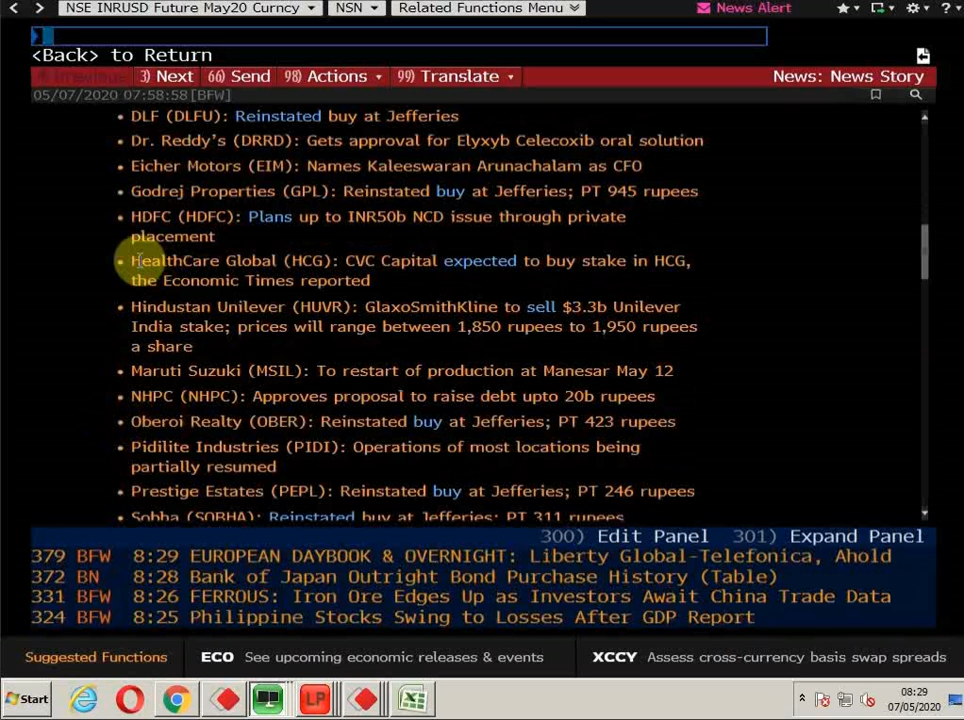 NSE INRUSD Future May20 Curncy NSN Related Functions Menu News Alert
<Back> to Return
Previous 3) Next 66) Send 98) Actions 99) Translate News: News Story
05/07/2020 07:58:58[BFW]
• DLF (DLFU): Reinstated buy at Jefferies
• Dr. Reddy's (DRRD): Gets approval for Elyxyb Celecoxib oral solution
• Eicher Motors (EIM): Names Kaleeswaran Arunachalam as CFO
• Godrej Properties (GPL): Reinstated buy at Jefferies; PT 945 rupees
• HDFC (HDFC): Plans up to INR50b NCD issue through private
placement
• HealthCare Global (HCG): CVC Capital expected to buy stake in HCG,
the Economic Times reported
• Hindustan Unilever (HUVR): GlaxoSmithKline to sell $3.3b Unilever
India stake; prices will range between 1,850 rupees to 1,950 rupees
a share
• Maruti Suzuki (MSIL): To restart of production at Manesar May 12
• NHPC (NHPC): Approves proposal to raise debt upto 20b rupees
• Oberoi Realty (OBER): Reinstated buy at Jefferies; PT 423 rupees
• Pidilite Industries (PIDI): Operations of most locations being
partially resumed
• Prestige Estates (PEPL): Reinstated buy at Jefferies; PT 246 rupees
• Sobha (SOBHA): Reinstated buy at Jefferies; PT 311 rupees
300) Edit Panel 301) Expand Panel
379 BFW 8:29 EUROPEAN DAYBOOK & OVERNIGHT: Liberty Global-Telefonica, Ahold
372 BN 8:28 Bank of Japan Outright Bond Purchase History (Table)
331 BFW 8:26 FERROUS: Iron Ore Edges Up as Investors Await China Trade Data
324 BFW 8:25 Philippine Stocks Swing to Losses After GDP Report
Suggested Functions ECO See upcoming economic releases & events XCCY Assess cross-currency basis swap spreads
Start LP 08:29
07/05/2020